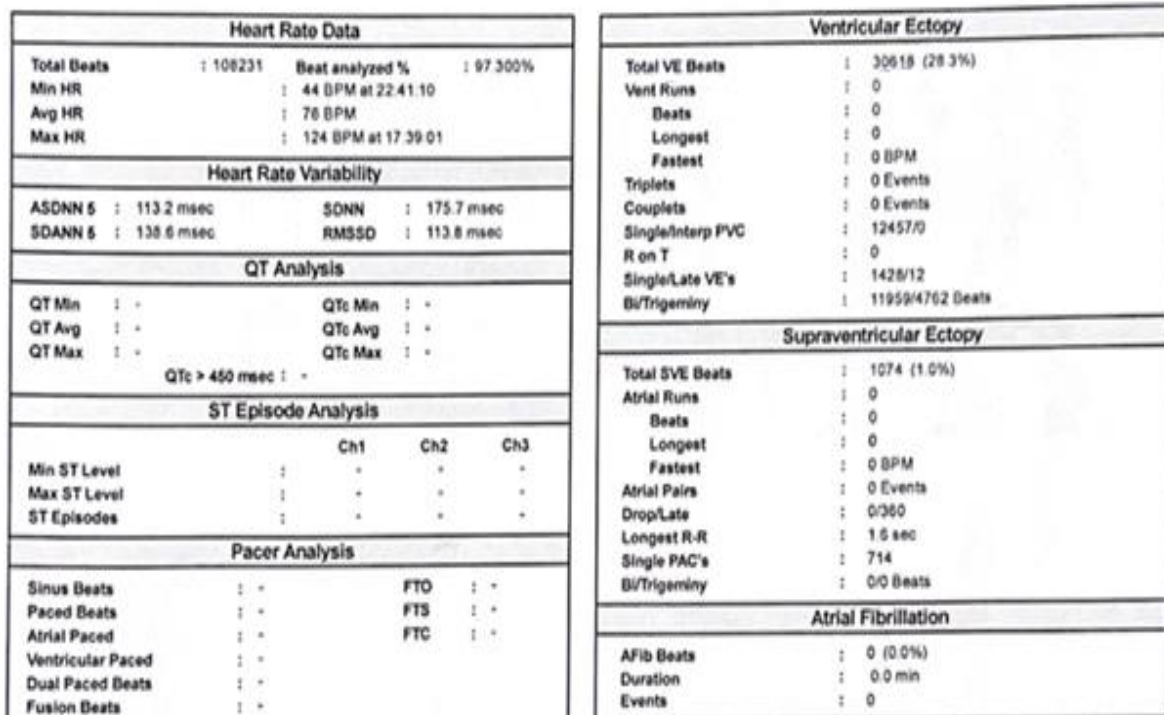 Heart Rate Data
Total Beats : 108231 Beat analyzed % : 97.300%
Min HR : 44 BPM at 22:41:10
Avg HR : 76 BPM
Max HR : 124 BPM at 17:39:01
Heart Rate Variability
ASDNN 5 : 113.2 msec SDNN : 175.7 msec
SDANN 5 : 138.6 msec RMSSD : 113.8 msec
QT Analysis
QT Min : - QTc Min : -
QT Avg : - QTc Avg : -
QT Max : - QTc Max : -
QTc > 450 msec : -
ST Episode Analysis
Ch1 Ch2 Ch3
Min ST Level : - - -
Max ST Level : - - -
ST Episodes : - - -
Pacer Analysis
Sinus Beats : - FTO : -
Paced Beats : - FTS : -
Atrial Paced : - FTC : -
Ventricular Paced : -
Dual Paced Beats : -
Fusion Beats : -
Ventricular Ectopy
Total VE Beats : 30618 (28.3%)
Vent Runs : 0
Beats : 0
Longest : 0
Fastest : 0 BPM
Triplets : 0 Events
Couplets : 0 Events
Single/Interp PVC : 12457/0
R on T : 0
Single/Late VE's : 1428/12
Bi/Trigeminy : 11959/4762 Beats
Supraventricular Ectopy
Total SVE Beats : 1074 (1.0%)
Atrial Runs : 0
Beats : 0
Longest : 0
Fastest : 0 BPM
Atrial Pairs : 0 Events
Drop/Late : 0/360
Longest R-R : 1.6 sec
Single PAC's : 714
Bi/Trigeminy : 0/0 Beats
Atrial Fibrillation
AFib Beats : 0 (0.0%)
Duration : 0.0 min
Events : 0